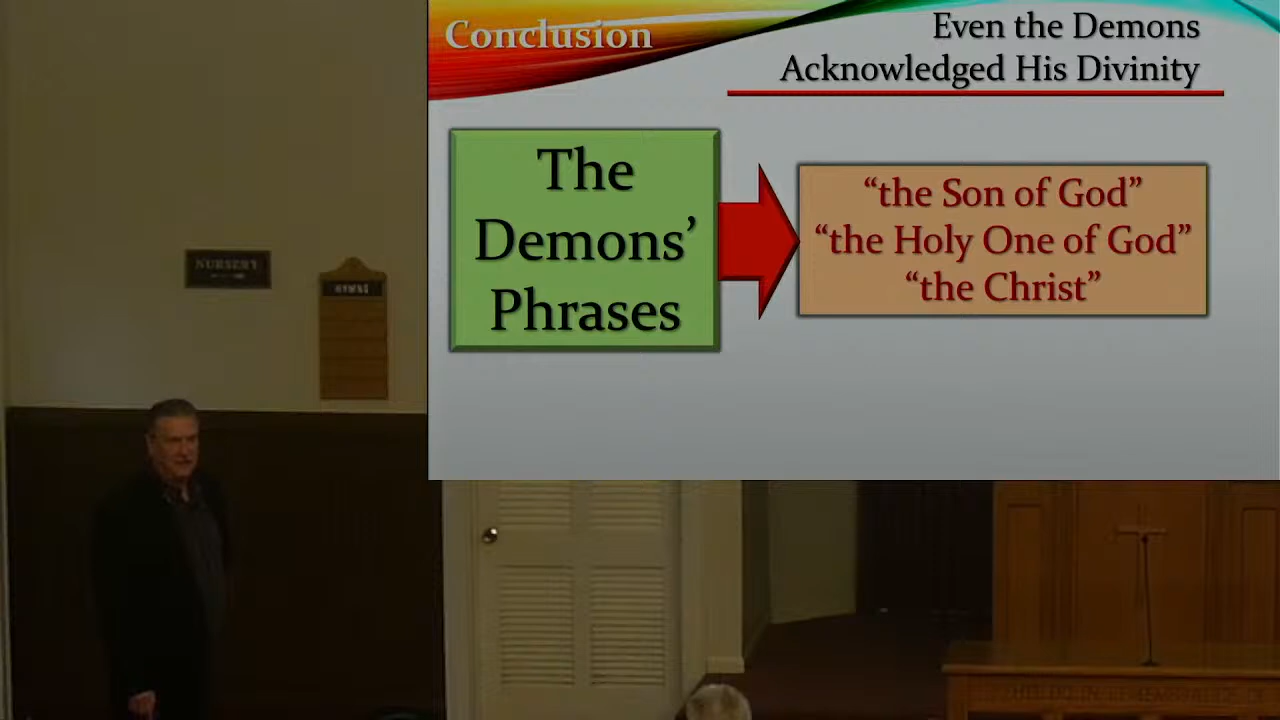 Conclusion
Even the Demons
Acknowledged His Divinity
The
Demons’
Phrases
“the Son of God”
“the Holy One of God”
“the Christ”
NURSERY
HYMNS